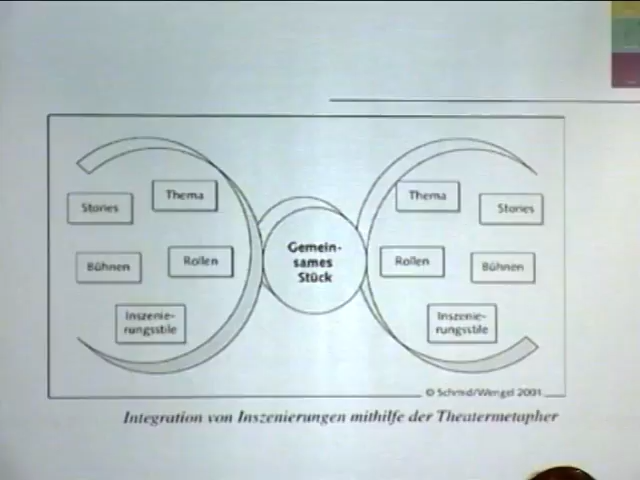 Thema
Stories
Bühnen
Rollen
Inszenie-
rungsstile
Gemein-
sames
Stück
Thema
Stories
Rollen
Bühnen
Inszenie-
rungsstile
© Schmid/Wengel 2001
Integration von Inszenierungen mithilfe der Theatermetapher